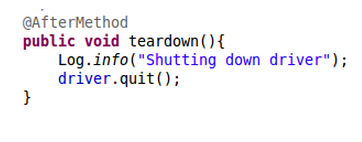 @AfterMethod
public void teardown(){
    Log.info("Shutting down driver");
    driver.quit();
}